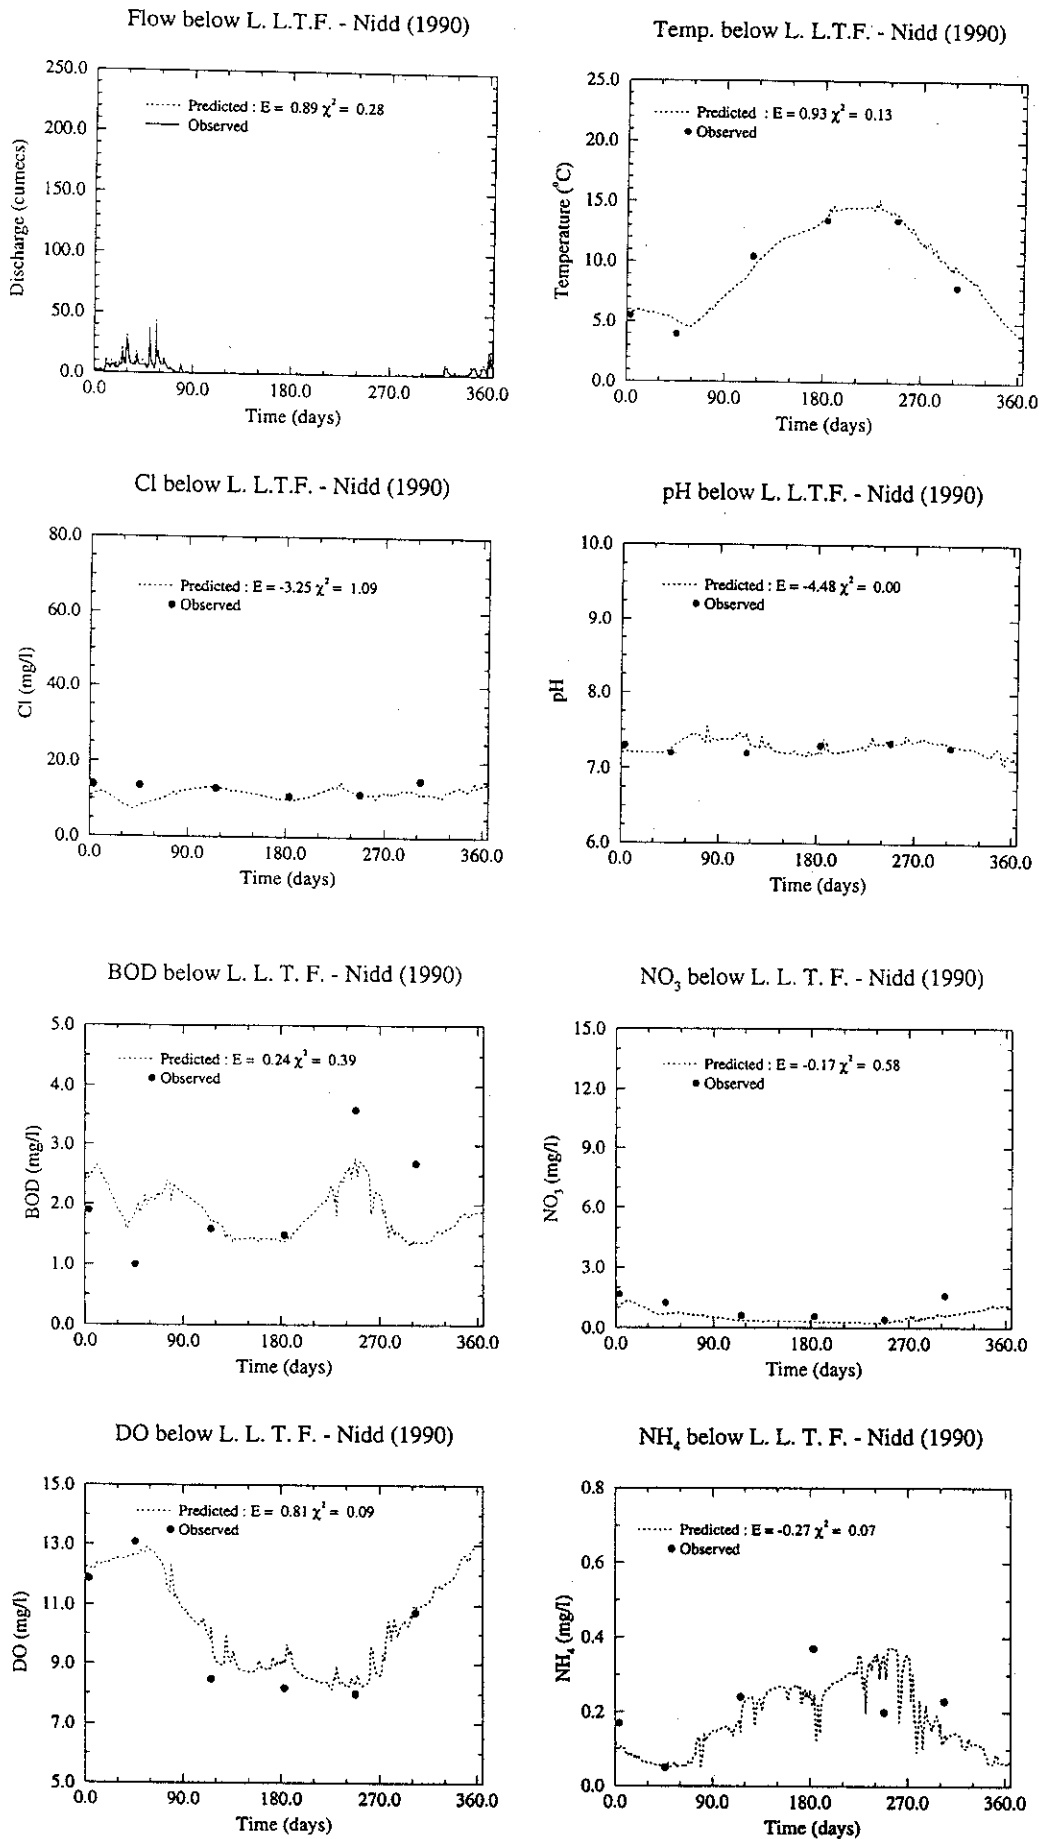 Flow below L. L.T.F. - Nidd (1990)
250.0
200.0
150.0
100.0
50.0
0.0
Discharge (cumecs)
Predicted : E = 0.89 χ² = 0.28
Observed
0.0 90.0 180.0 270.0 360.0
Time (days)
Temp. below L. L.T.F. - Nidd (1990)
25.0
20.0
15.0
10.0
5.0
0.0
Temperature (°C)
Predicted : E = 0.93 χ² = 0.13
Observed
0.0 90.0 180.0 270.0 360.0
Time (days)
Cl below L. L.T.F. - Nidd (1990)
80.0
60.0
40.0
20.0
0.0
Cl (mg/l)
Predicted : E = -3.25 χ² = 1.09
Observed
0.0 90.0 180.0 270.0 360.0
Time (days)
pH below L. L.T.F. - Nidd (1990)
10.0
9.0
8.0
7.0
6.0
pH
Predicted : E = -4.48 χ² = 0.00
Observed
0.0 90.0 180.0 270.0 360.0
Time (days)
BOD below L. L. T. F. - Nidd (1990)
5.0
4.0
3.0
2.0
1.0
0.0
BOD (mg/l)
Predicted : E = 0.24 χ² = 0.39
Observed
0.0 90.0 180.0 270.0 360.0
Time (days)
NO₃ below L. L. T. F. - Nidd (1990)
15.0
12.0
9.0
6.0
3.0
0.0
NO₃ (mg/l)
Predicted : E = -0.17 χ² = 0.58
Observed
0.0 90.0 180.0 270.0 360.0
Time (days)
DO below L. L. T. F. - Nidd (1990)
15.0
13.0
11.0
9.0
7.0
5.0
DO (mg/l)
Predicted : E = 0.81 χ² = 0.09
Observed
0.0 90.0 180.0 270.0 360.0
Time (days)
NH₄ below L. L. T. F. - Nidd (1990)
0.8
0.6
0.4
0.2
0.0
NH₄ (mg/l)
Predicted : E = -0.27 χ² = 0.07
Observed
0.0 90.0 180.0 270.0 360.0
Time (days)